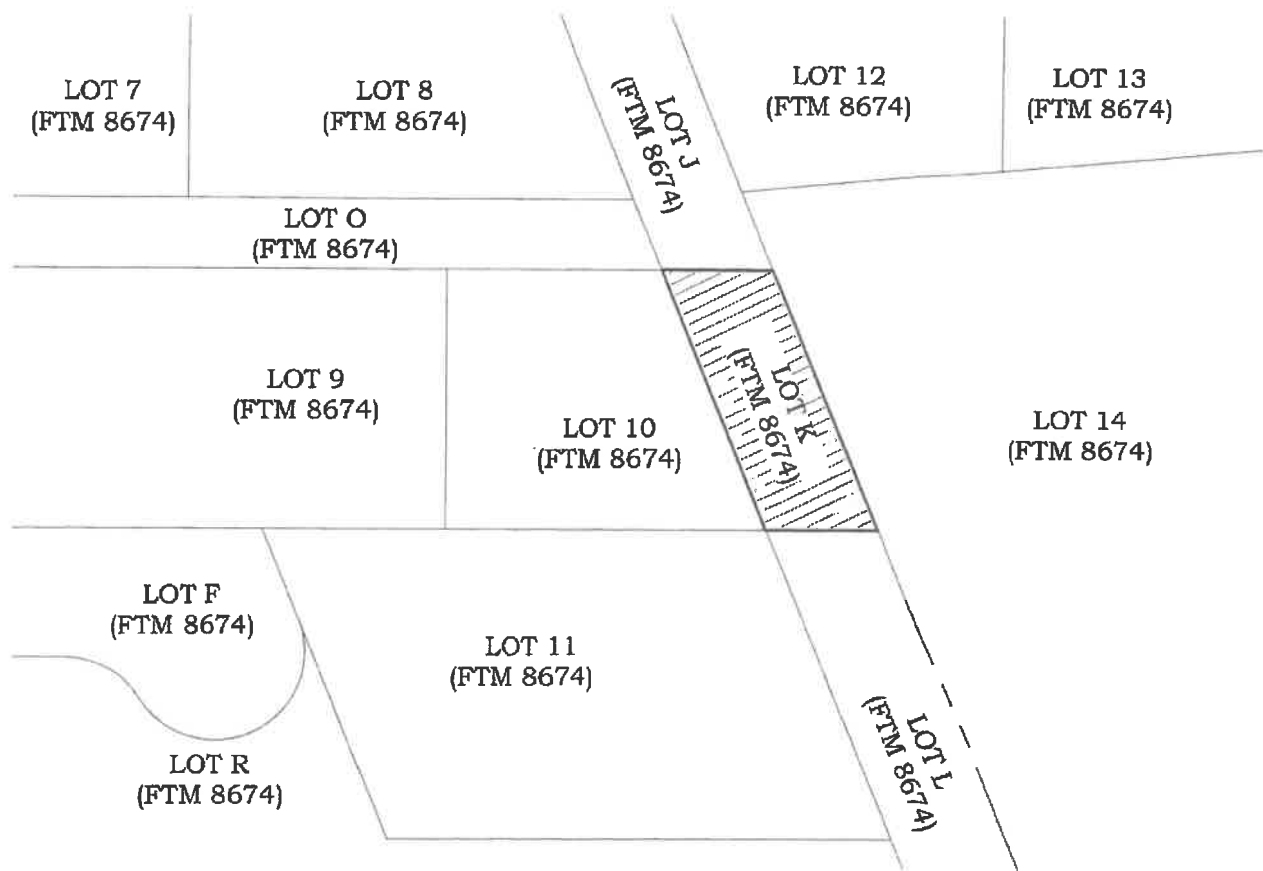 LOT 7
(FTM 8674)
LOT 8
(FTM 8674)
LOT J
(FTM 8674)
LOT 12
(FTM 8674)
LOT 13
(FTM 8674)
LOT O
(FTM 8674)
LOT 9
(FTM 8674)
LOT 10
(FTM 8674)
LOT K
(FTM 8674)
LOT 14
(FTM 8674)
LOT F
(FTM 8674)
LOT 11
(FTM 8674)
LOT R
(FTM 8674)
LOT L
(FTM 8674)